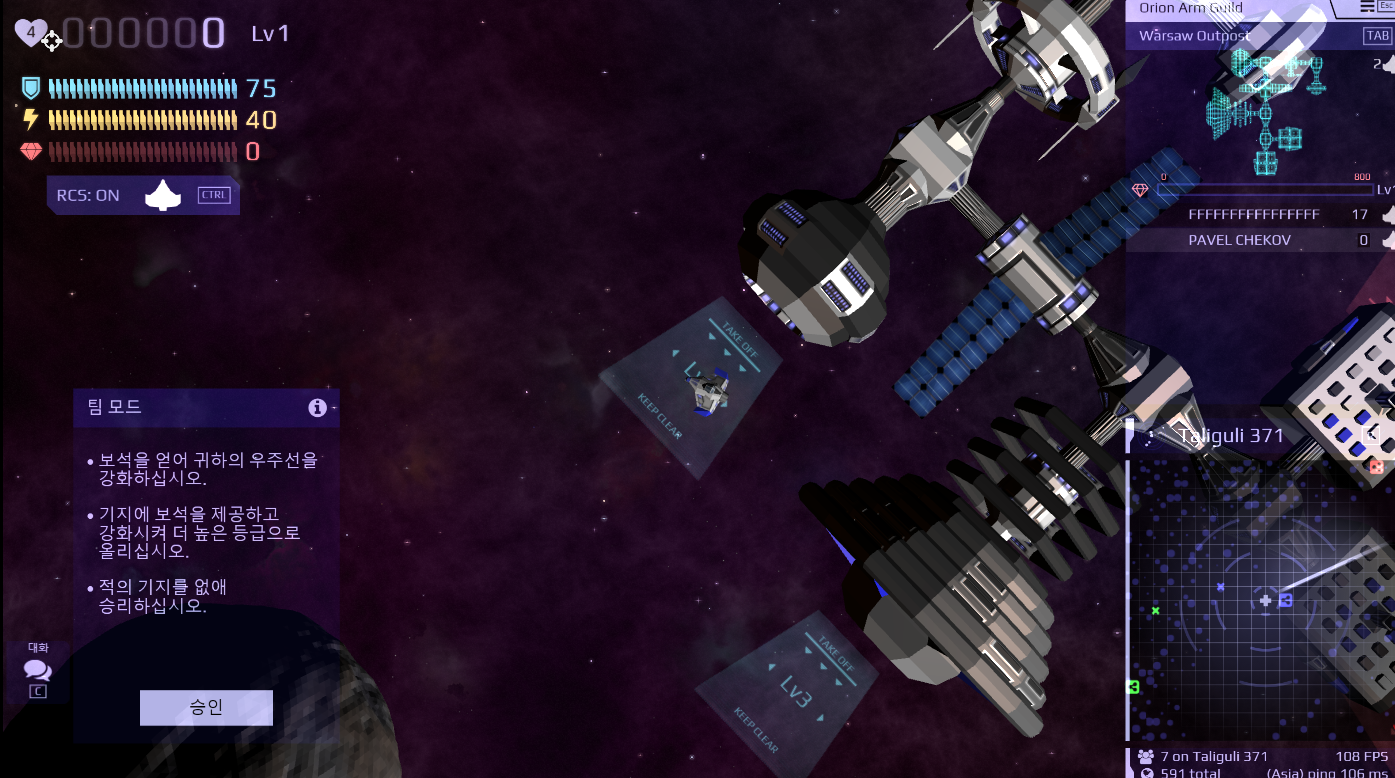 4
0000000
Lv 1
75
40
0
RCS: ON
CTRL
Orion Arm Guild
Esc
Warsaw Outpost
TAB
2
0
800
FFFFFFFFFFFFFFFF 17
PAVEL CHEKOV 0
TAKE OFF
KEEP CLEAR
팀 모드
• 보석을 얻어 귀하의 우주선을
강화하십시오.
• 기지에 보석을 제공하고
강화시켜 더 높은 등급으로
올리십시오.
• 적의 기지를 없애
승리하십시오.
승인
대화
C
TAKE OFF
Lv3
KEEP CLEAR
Taliguli 371
7 on Taliguli 371
108 FPS
591 total
(Asia) ping 106 ms